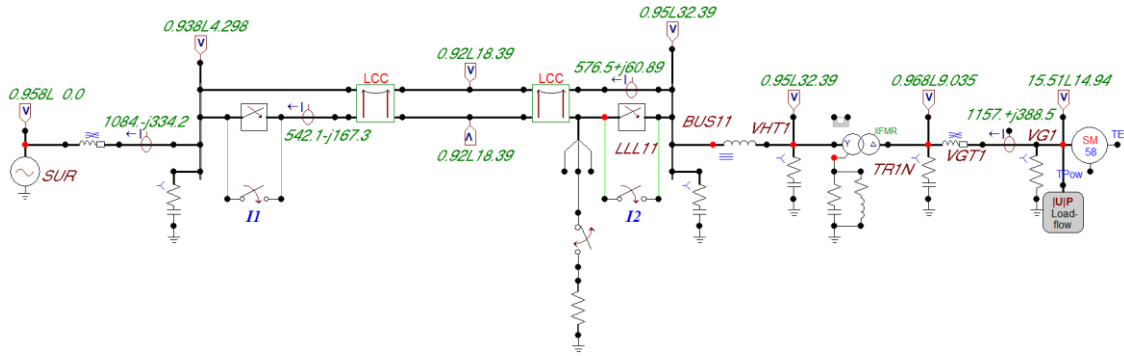 0.938L4.298
0.95L32.39
0.92L18.39
576.5+j60.89
LCC
LCC
0.958L 0.0
0.95L32.39
0.968L9.035
15.51L14.94
V
V
V
V
V
V
V
1084.-j334.2
I
I
542.1-j167.3
I
V
0.92L18.39
BUS11
VHT1
XFMR
Y
Δ
1157.+j388.5
I
VG1
SM
58
TE
SUR
LLL11
TR1N
VGT1
TPow
|U|P
Load-
flow
I1
I2